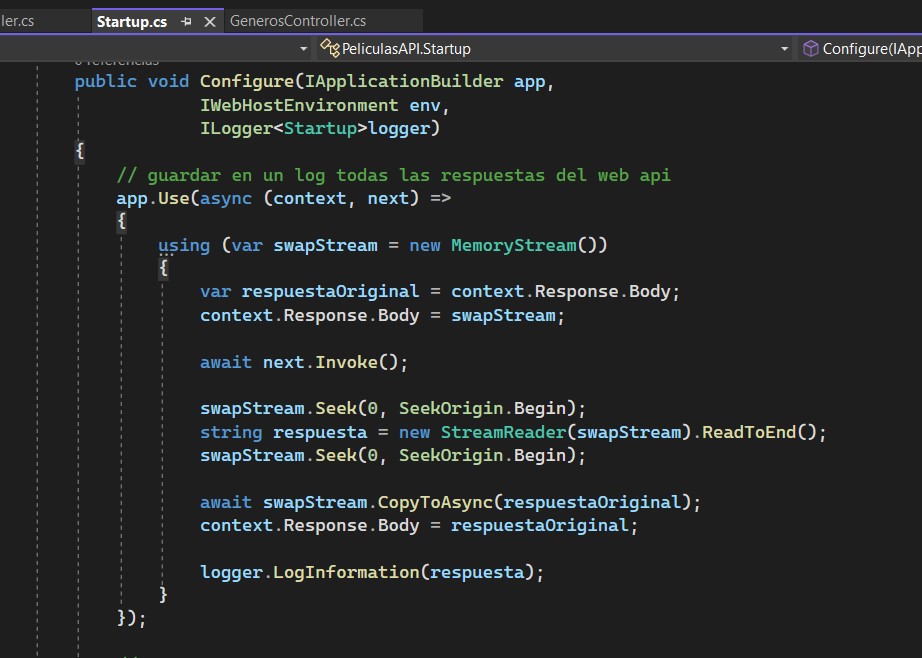 ler.cs Startup.cs GenerosController.cs
PeliculasAPI.Startup Configure(IApp
0 referencias
public void Configure(IApplicationBuilder app,
IWebHostEnvironment env,
ILogger<Startup>logger)
{
// guardar en un log todas las respuestas del web api
app.Use(async (context, next) =>
{
using (var swapStream = new MemoryStream())
{
var respuestaOriginal = context.Response.Body;
context.Response.Body = swapStream;
await next.Invoke();
swapStream.Seek(0, SeekOrigin.Begin);
string respuesta = new StreamReader(swapStream).ReadToEnd();
swapStream.Seek(0, SeekOrigin.Begin);
await swapStream.CopyToAsync(respuestaOriginal);
context.Response.Body = respuestaOriginal;
logger.LogInformation(respuesta);
}
});